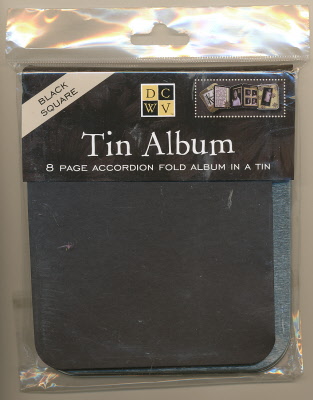 BLACK
SQUARE
D C
W V
Tin Album
8 PAGE ACCORDION FOLD ALBUM IN A TIN